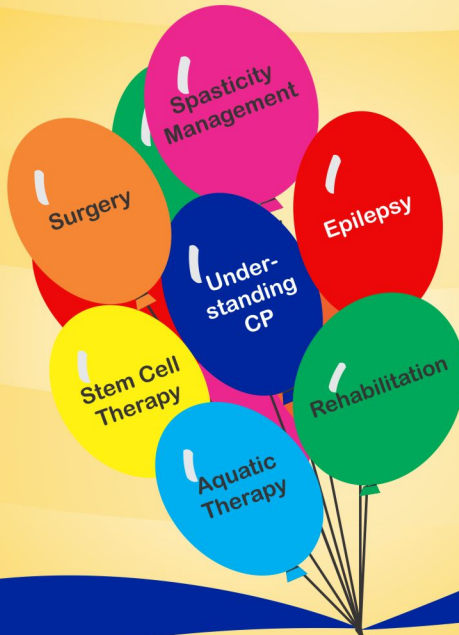 Spasticity
Management
Surgery
Epilepsy
Under-
standing
CP
Stem Cell
Therapy
Rehabilitation
Aquatic
Therapy